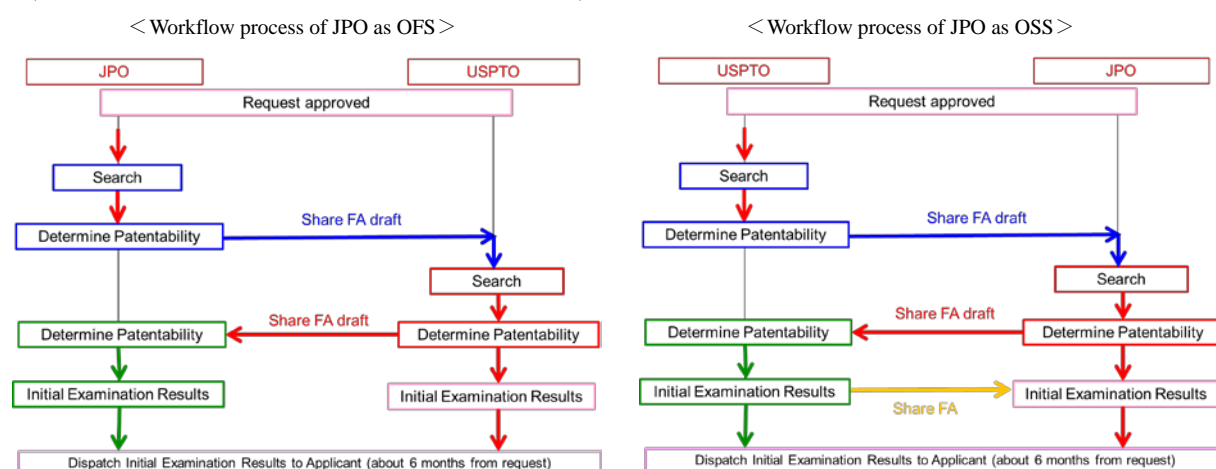 ＜Workflow process of JPO as OFS＞
JPO
USPTO
Request approved
Search
Share FA draft
Determine Patentability
Search
Share FA draft
Determine Patentability
Determine Patentability
Initial Examination Results
Initial Examination Results
Dispatch Initial Examination Results to Applicant (about 6 months from request)
＜Workflow process of JPO as OSS＞
USPTO
JPO
Request approved
Search
Share FA draft
Determine Patentability
Search
Share FA draft
Determine Patentability
Determine Patentability
Initial Examination Results
Initial Examination Results
Share FA
Dispatch Initial Examination Results to Applicant (about 6 months from request)